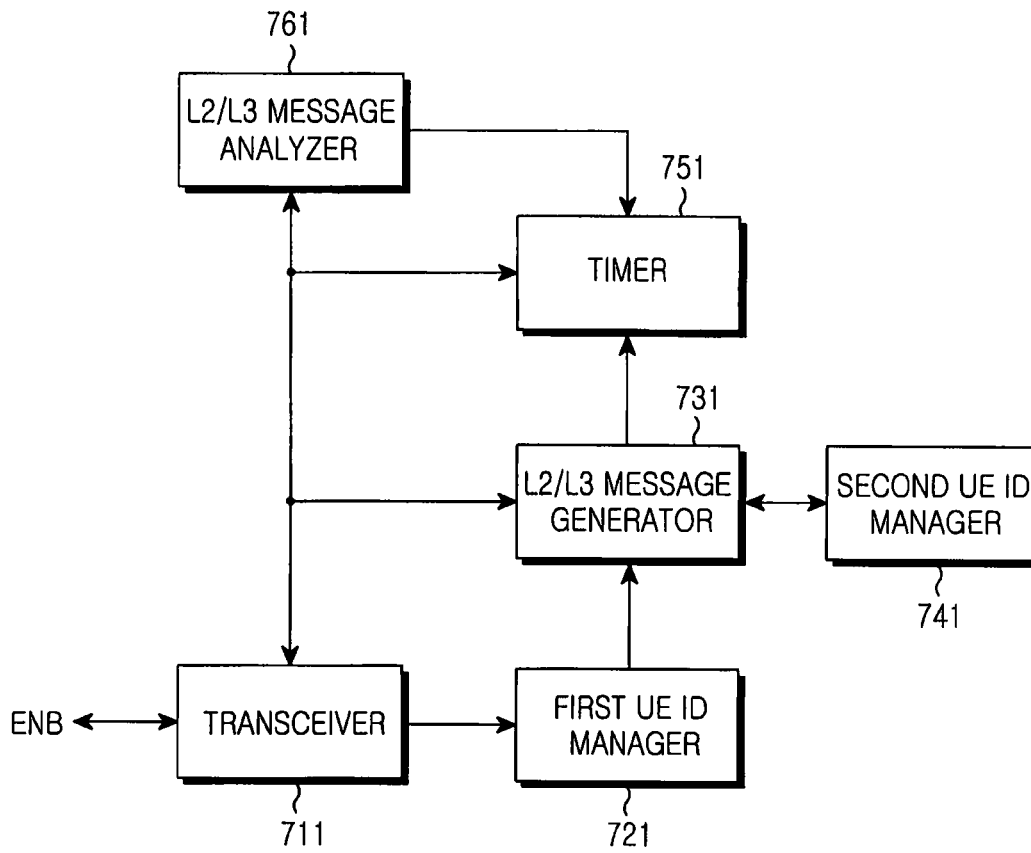 761
L2/L3 MESSAGE
ANALYZER
751
TIMER
731
L2/L3 MESSAGE
GENERATOR
SECOND UE ID
MANAGER
741
ENB
TRANSCEIVER
FIRST UE ID
MANAGER
711
721